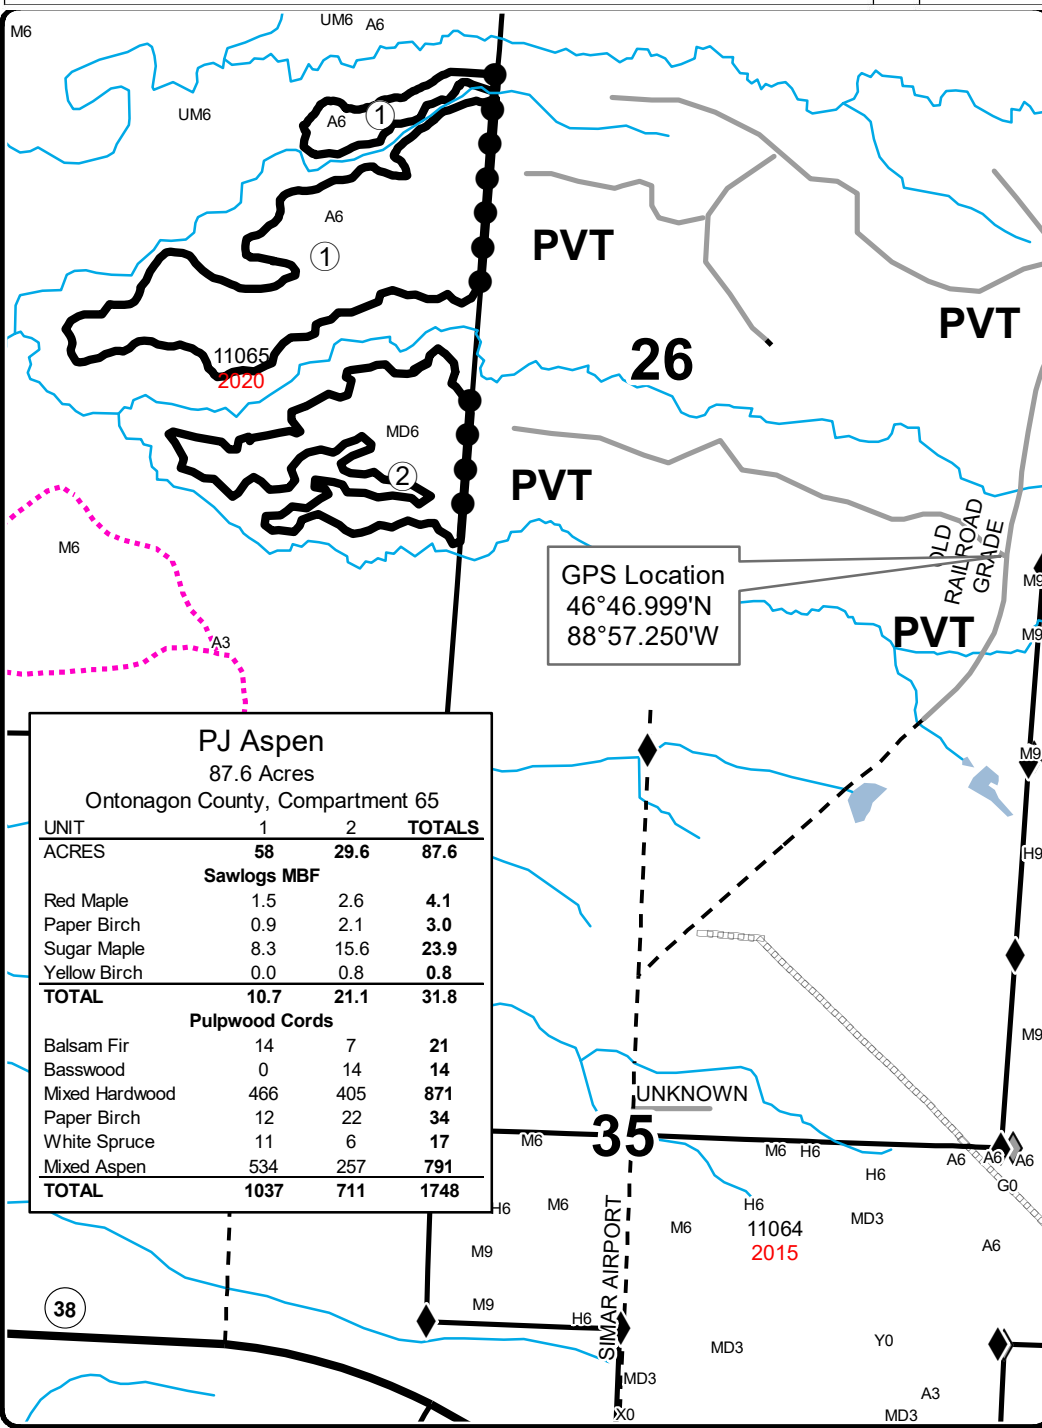 M6
UM6
A6
UM6
A6
1
A6
1
PVT
PVT
26
11065
2020
MD6
2
PVT
M6
OLD
RAILROAD
GRADE
GPS Location
46°46.999'N
88°57.250'W
M9
M9
PVT
A3
M9
H9
M9
PJ Aspen
87.6 Acres
Ontonagon County, Compartment 65
UNIT 1 2 TOTALS
ACRES 58 29.6 87.6
Sawlogs MBF
Red Maple 1.5 2.6 4.1
Paper Birch 0.9 2.1 3.0
Sugar Maple 8.3 15.6 23.9
Yellow Birch 0.0 0.8 0.8
TOTAL 10.7 21.1 31.8
Pulpwood Cords
Balsam Fir 14 7 21
Basswood 0 14 14
Mixed Hardwood 466 405 871
Paper Birch 12 22 34
White Spruce 11 6 17
Mixed Aspen 534 257 791
TOTAL 1037 711 1748
UNKNOWN
35
M6
M6 H6
A6 A6 A6
H6
G0
H6 M6
M6
H6
11064
2015
MD3
A6
M9
SIMAR AIRPORT
38
M9
H6
MD3
Y0
MD3
A3
X0
MD3